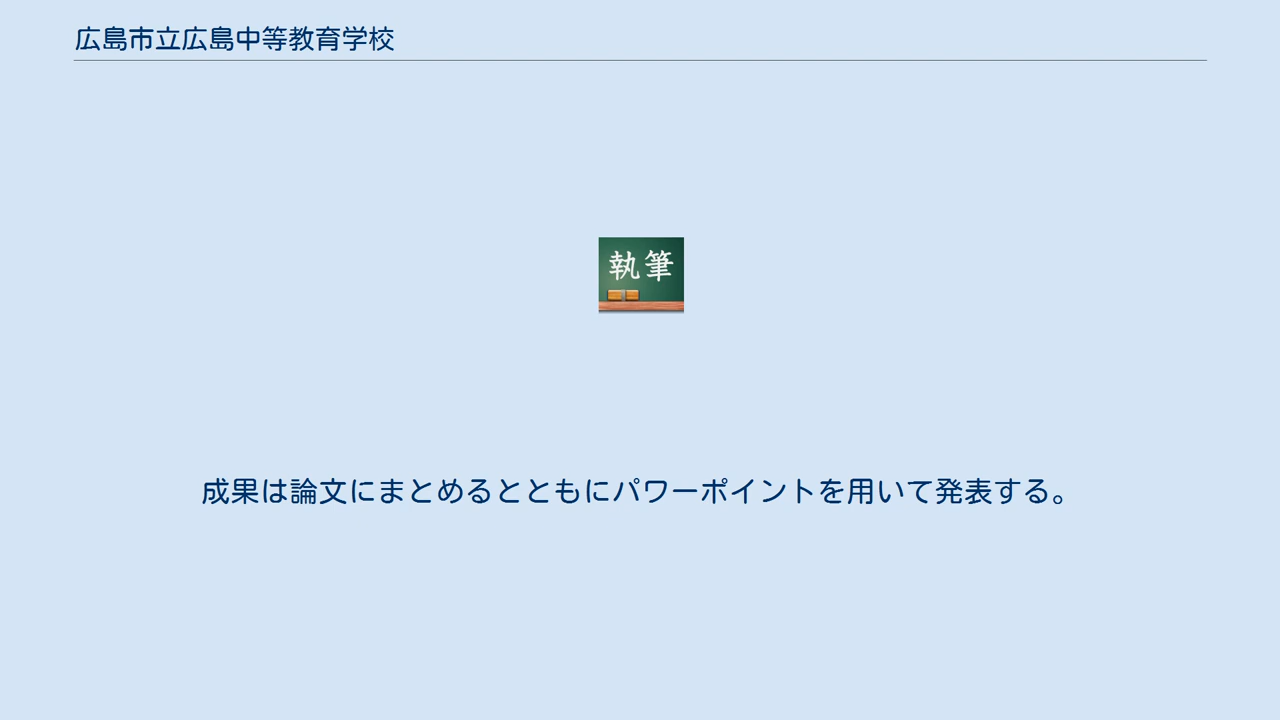 広島市立広島中等教育学校
執筆
成果は論文にまとめるとともにパワーポイントを用いて発表する。